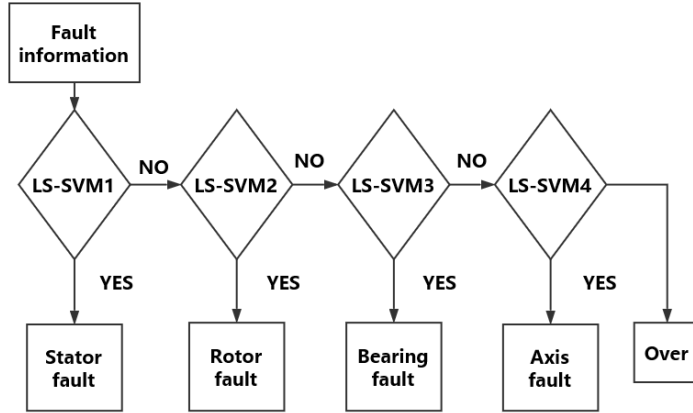 Fault
information
NO
NO
NO
LS-SVM1
LS-SVM2
LS-SVM3
LS-SVM4
YES
YES
YES
YES
Stator
fault
Rotor
fault
Bearing
fault
Axis
fault
Over